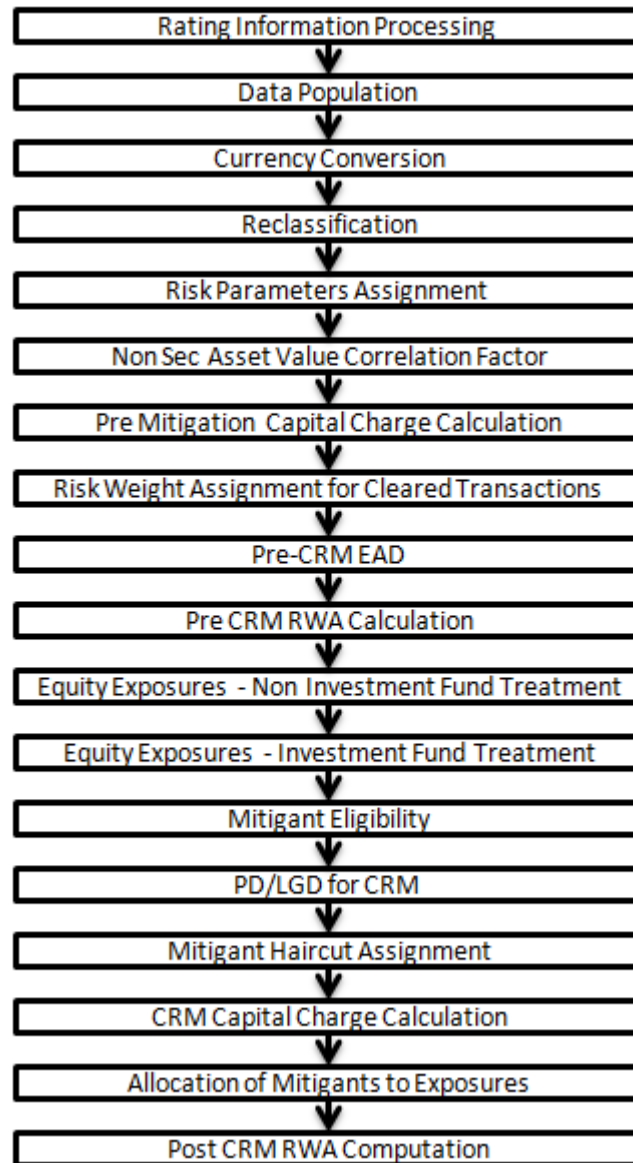 Rating Information Processing
Data Population
Currency Conversion
Reclassification
Risk Parameters Assignment
Non Sec Asset Value Correlation Factor
Pre Mitigation Capital Charge Calculation
Risk Weight Assignment for Cleared Transactions
Pre-CRM EAD
Pre CRM RWA Calculation
Equity Exposures - Non Investment Fund Treatment
Equity Exposures - Investment Fund Treatment
Mitigant Eligibility
PD/LGD for CRM
Mitigant Haircut Assignment
CRM Capital Charge Calculation
Allocation of Mitigants to Exposures
Post CRM RWA Computation